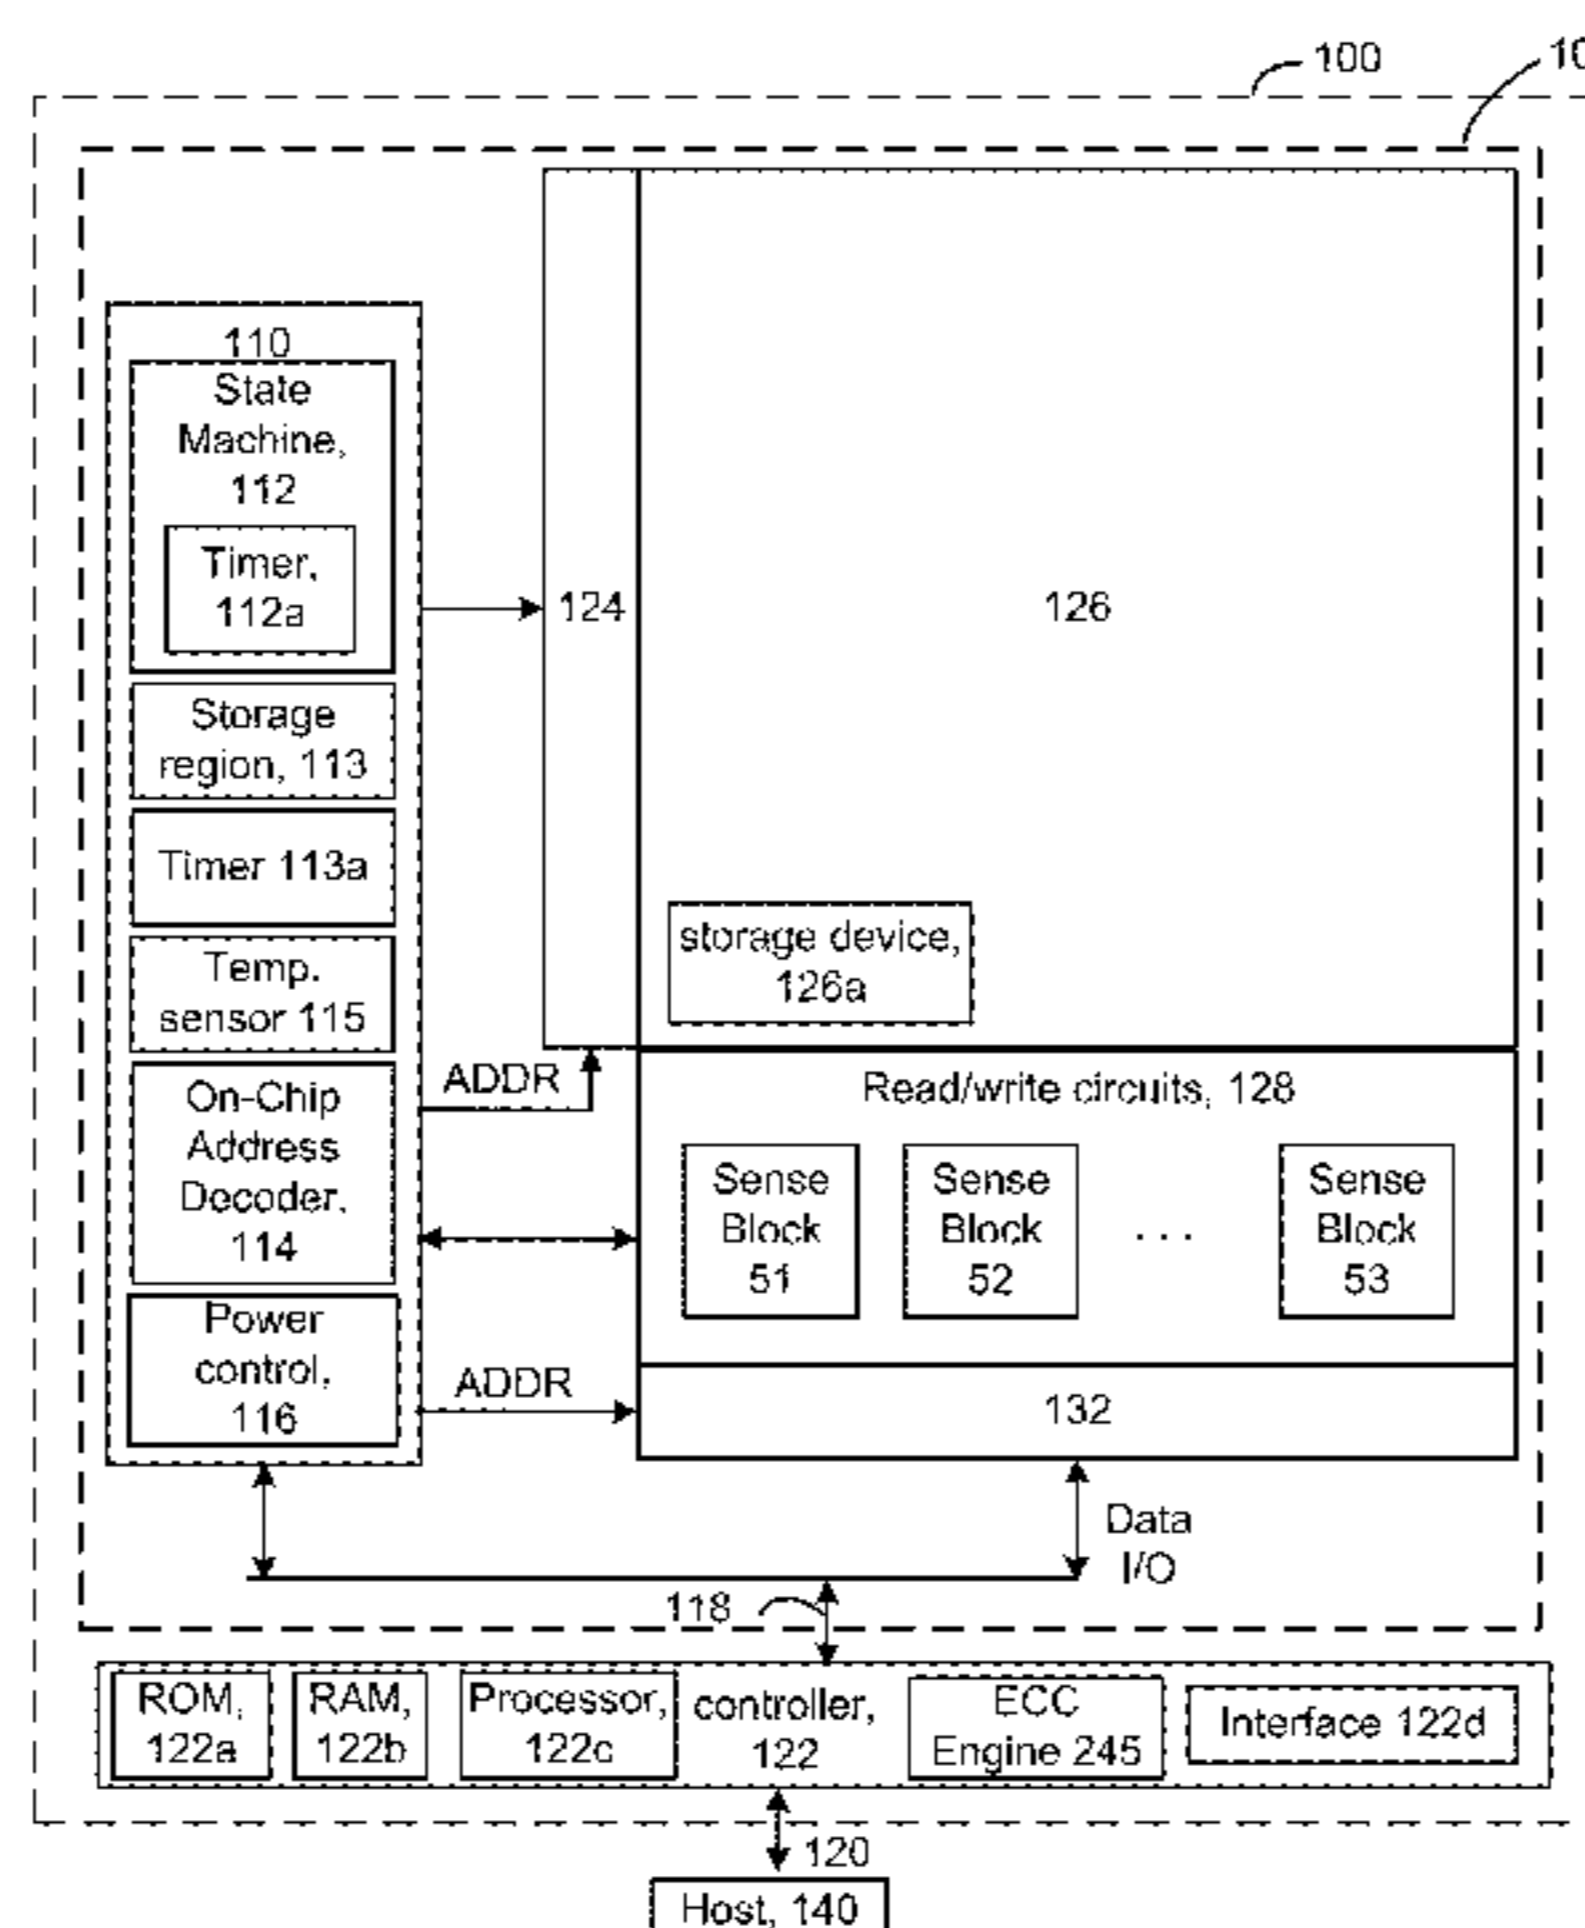 100
10
110
State
Machine,
112
Timer,
112a
124
126
Storage
region, 113
Timer 113a
storage device,
126a
Temp.
sensor 115
ADDR
Read/write circuits, 128
On-Chip
Address
Decoder,
114
Sense
Block
51
Sense
Block
52
. . .
Sense
Block
53
Power
control,
116
ADDR
132
Data
I/O
118
ROM,
122a
RAM,
122b
Processor,
122c
controller,
122
ECC
Engine 245
Interface 122d
120
Host, 140